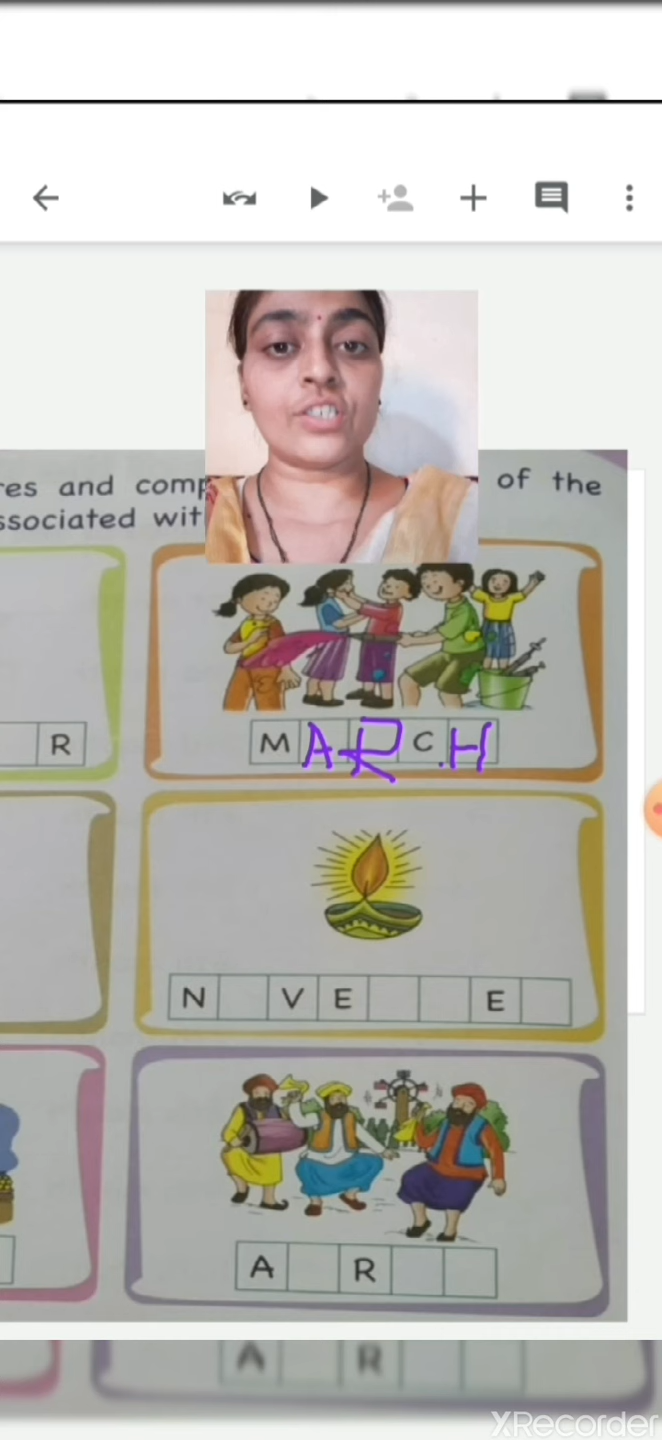 res and comp of the
ssociated wit
R
M A R C H
N V E E
A R
A R
XRecorder